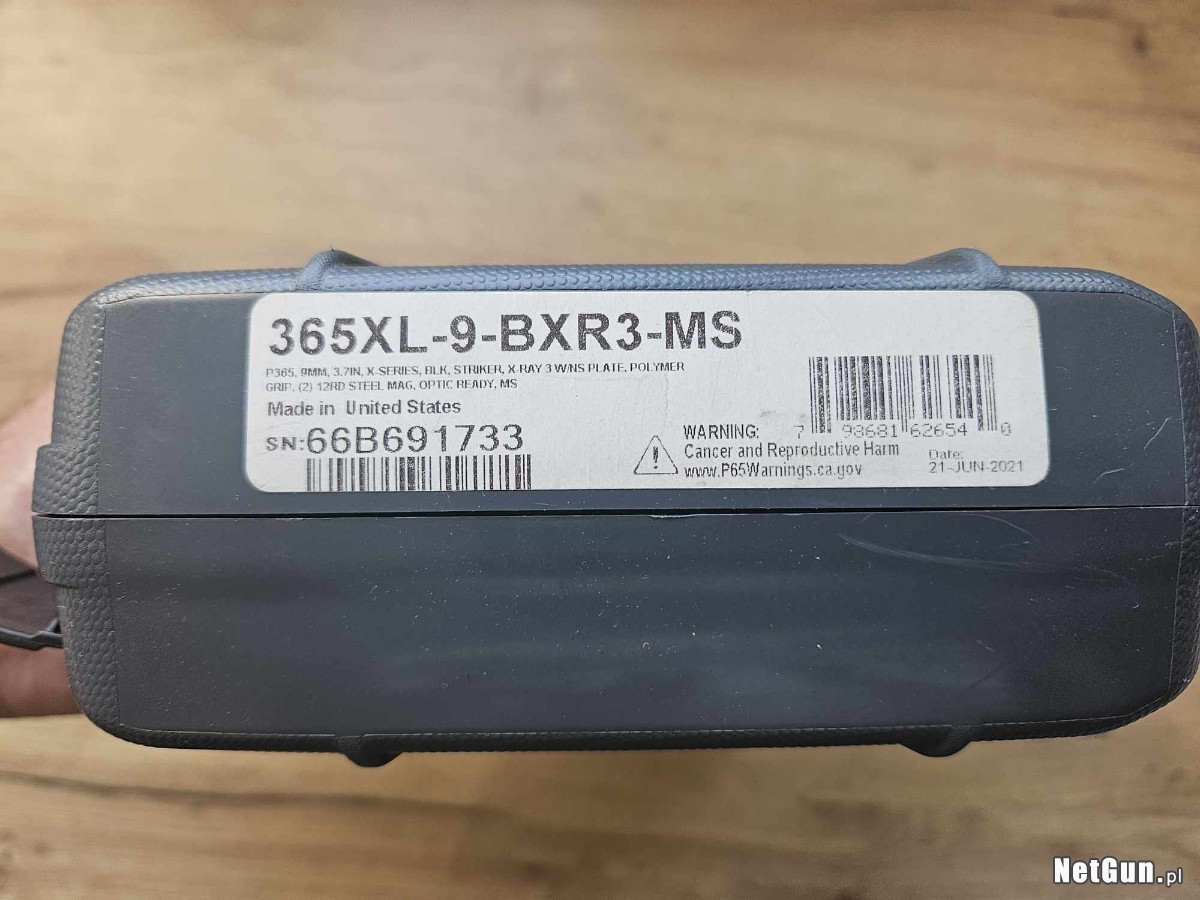 365XL-9-BXR3-MS
P365, 9MM, 3.7IN, X-SERIES, BLK, STRIKER, X-RAY 3 W/NS PLATE, POLYMER
GRIP, (2) 12RD STEEL MAG, OPTIC READY, MS
Made in United States
SN:66B691733
WARNING:
Cancer and Reproductive Harm
www.P65Warnings.ca.gov
7 98681 62654 0
Date:
21-JUN-2021
NetGun.pl